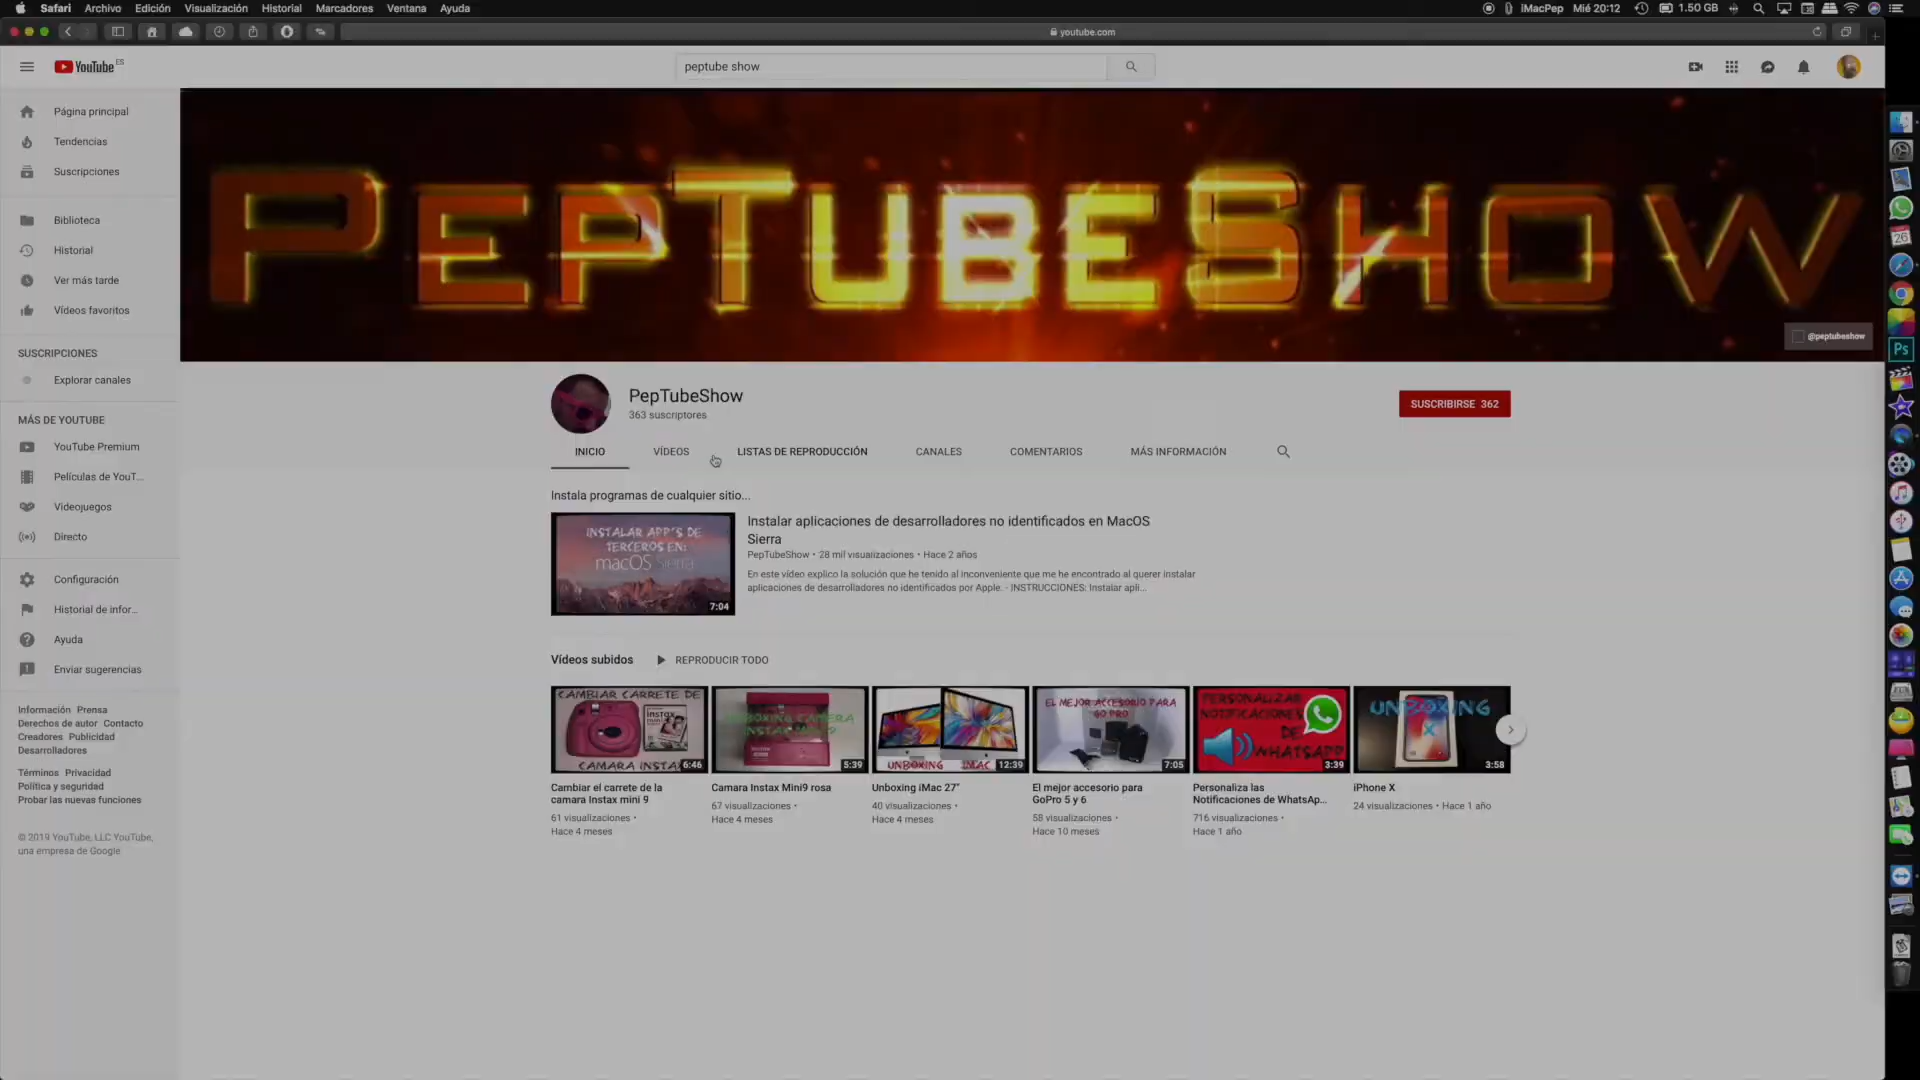 Safari Archivo Edición Visualización Historial Marcadores Ventana Ayuda
iMacPep Mié 20:12 1.50 GB
youtube.com
YouTube ES
peptube show
Página principal
Tendencias
Suscripciones
Biblioteca
Historial
Ver más tarde
Vídeos favoritos
SUSCRIPCIONES
Explorar canales
MÁS DE YOUTUBE
YouTube Premium
Películas de YouT...
Videojuegos
Directo
Configuración
Historial de infor...
Ayuda
Enviar sugerencias
Información Prensa
Derechos de autor Contacto
Creadores Publicidad
Desarrolladores
Términos Privacidad
Política y seguridad
Probar las nuevas funciones
© 2019 YouTube, LLC YouTube,
una empresa de Google
PepTubeShow
@peptubeshow
PepTubeShow
363 suscriptores
SUSCRIBIRSE 362
INICIO VÍDEOS LISTAS DE REPRODUCCIÓN CANALES COMENTARIOS MÁS INFORMACIÓN
Instala programas de cualquier sitio...
INSTALAR APP'S DE
TERCEROS EN:
macOS Sierra
7:04
Instalar aplicaciones de desarrolladores no identificados en MacOS
Sierra
PepTubeShow • 28 mil visualizaciones • Hace 2 años
En este vídeo explico la solución que he tenido al inconveniente que me he encontrado al querer instalar
aplicaciones de desarrolladores no identificados por Apple. - INSTRUCCIONES: Instalar apli...
Vídeos subidos REPRODUCIR TODO
CAMBIAR CARRETE DE
CAMARA INSTA
6:46
Cambiar el carrete de la
camara Instax mini 9
61 visualizaciones •
Hace 4 meses
UNBOXING CAMERA
INSTAX MINI 9
5:39
Camara Instax Mini9 rosa
67 visualizaciones •
Hace 4 meses
UNBOXING IMAC
12:39
Unboxing iMac 27"
40 visualizaciones •
Hace 4 meses
EL MEJOR ACCESORIO PARA
GO PRO
7:05
El mejor accesorio para
GoPro 5 y 6
58 visualizaciones •
Hace 10 meses
PERSONALIZAR
NOTIFICACIONES
DE
WHATSAPP
3:39
Personaliza las
Notificaciones de WhatsAp...
716 visualizaciones •
Hace 1 año
UNBOXING
X
3:58
iPhone X
24 visualizaciones • Hace 1 año
26
Ps